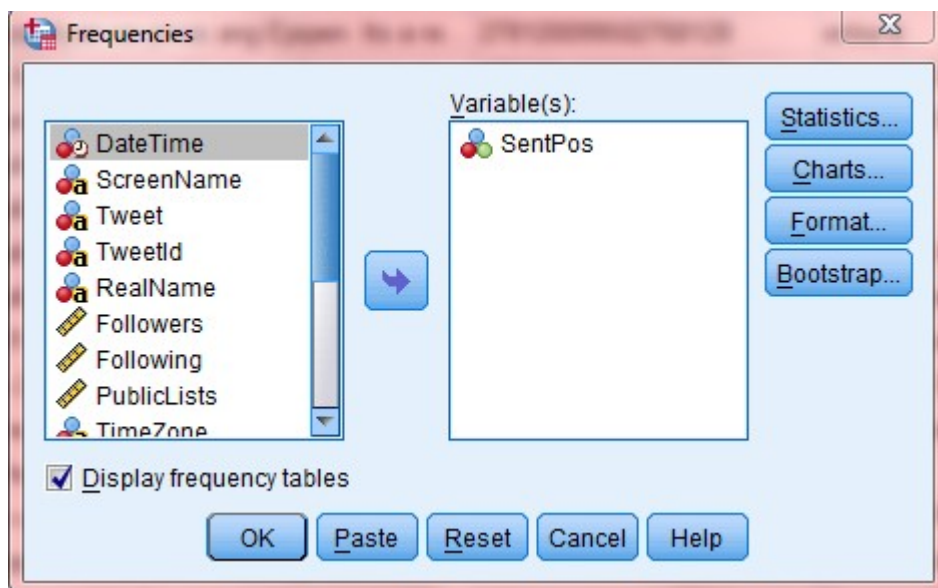 Frequencies
Variable(s):
DateTime
ScreenName
Tweet
TweetId
RealName
Followers
Following
PublicLists
TimeZone
SentPos
Statistics...
Charts...
Format...
Bootstrap...
Display frequency tables
OK
Paste
Reset
Cancel
Help